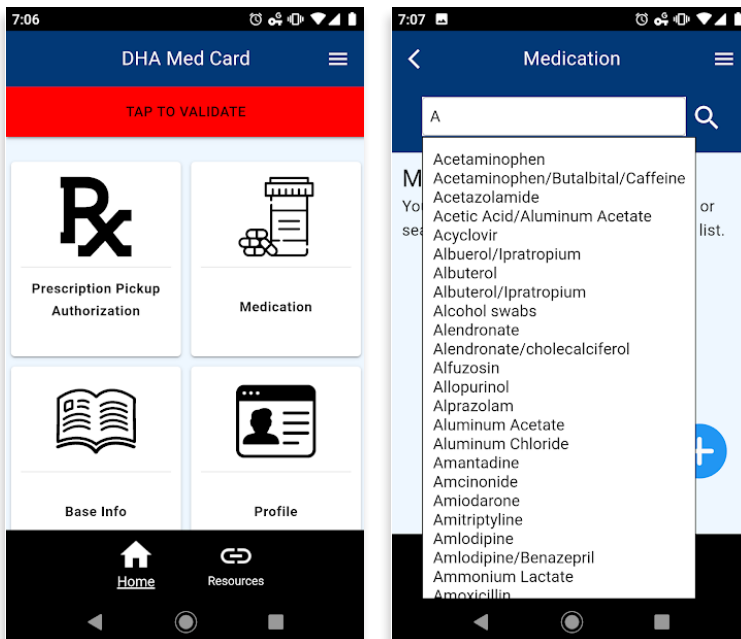 7:06
DHA Med Card
TAP TO VALIDATE
Rx
Prescription Pickup
Authorization
Medication
Base Info
Profile
Home
Resources
7:07
Medication
A
M
You
or
sea
list.
Acetaminophen
Acetaminophen/Butalbital/Caffeine
Acetazolamide
Acetic Acid/Aluminum Acetate
Acyclovir
Albuerol/Ipratropium
Albuterol
Albuterol/Ipratropium
Alcohol swabs
Alendronate
Alendronate/cholecalciferol
Alfuzosin
Allopurinol
Alprazolam
Aluminum Acetate
Aluminum Chloride
Amantadine
Amcinonide
Amiodarone
Amitriptyline
Amlodipine
Amlodipine/Benazepril
Ammonium Lactate
Amoxicillin